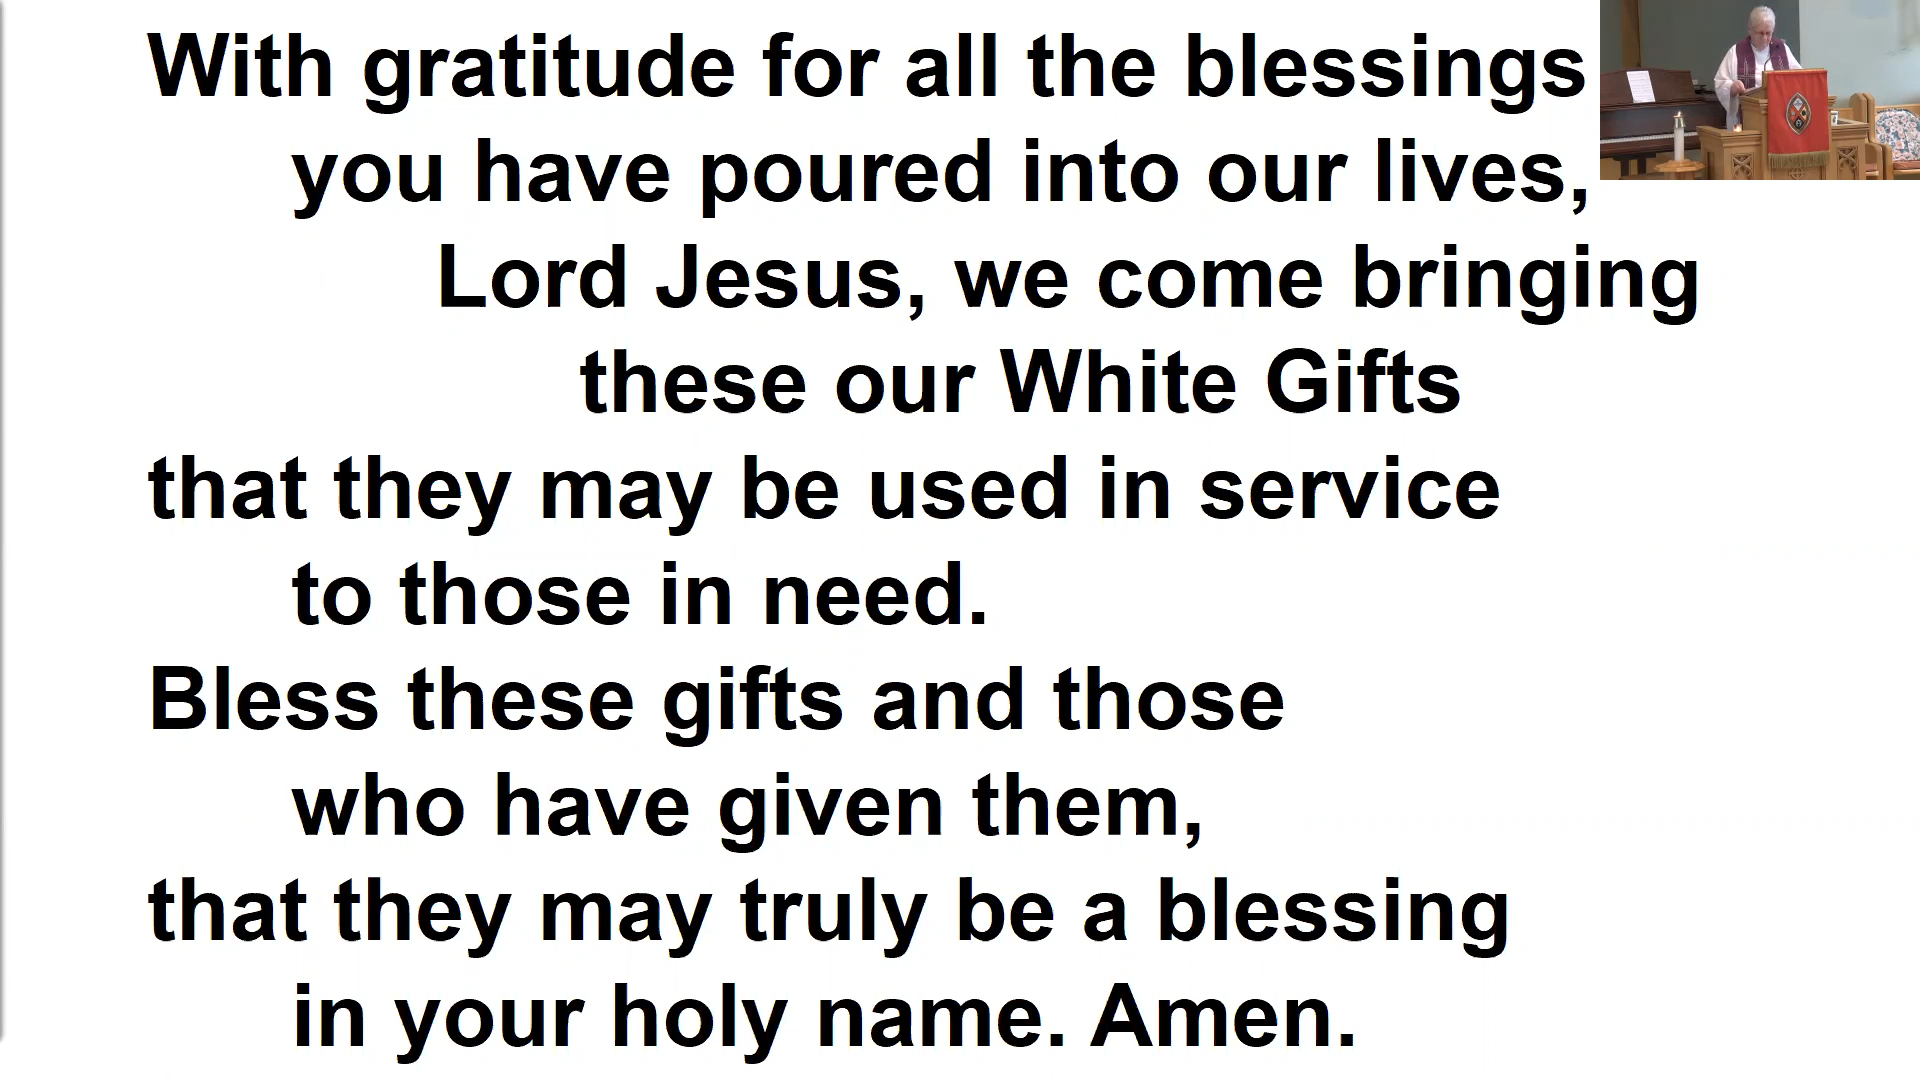 With gratitude for all the blessings
you have poured into our lives,
Lord Jesus, we come bringing
these our White Gifts
that they may be used in service
to those in need.
Bless these gifts and those
who have given them,
that they may truly be a blessing
in your holy name. Amen.